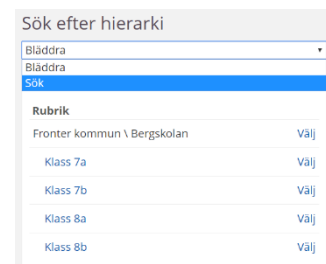 Sök efter hierarki
Bläddra
Bläddra
Sök
Rubrik
Fronter kommun \ Bergskolan Välj
Klass 7a Välj
Klass 7b Välj
Klass 8a Välj
Klass 8b Välj